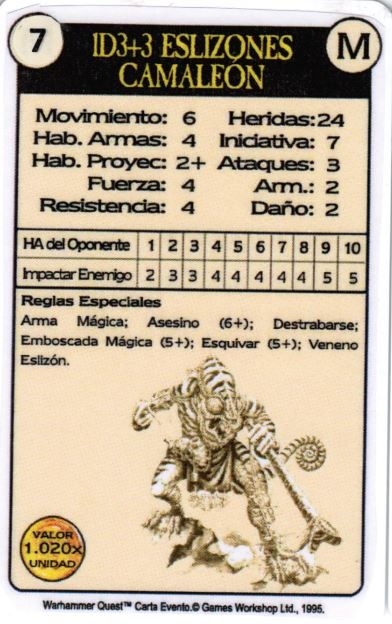 7
1D3+3 ESLIZONES
CAMALEÓN
M
Movimiento: 6 Heridas: 24
Hab. Armas: 4 Iniciativa: 7
Hab. Proyec: 2+ Ataques: 3
Fuerza: 4 Arm.: 2
Resistencia: 4 Daño: 2
HA del Oponente 1 2 3 4 5 6 7 8 9 10
Impactar Enemigo 2 3 3 4 4 4 4 4 5 5
Reglas Especiales
Arma Mágica; Asesino (6+); Destrabarse;
Emboscada Mágica (5+); Esquivar (5+); Veneno
Eslizón.
VALOR
1.020x
UNIDAD
Warhammer Quest™ Carta Evento.© Games Workshop Ltd., 1995.